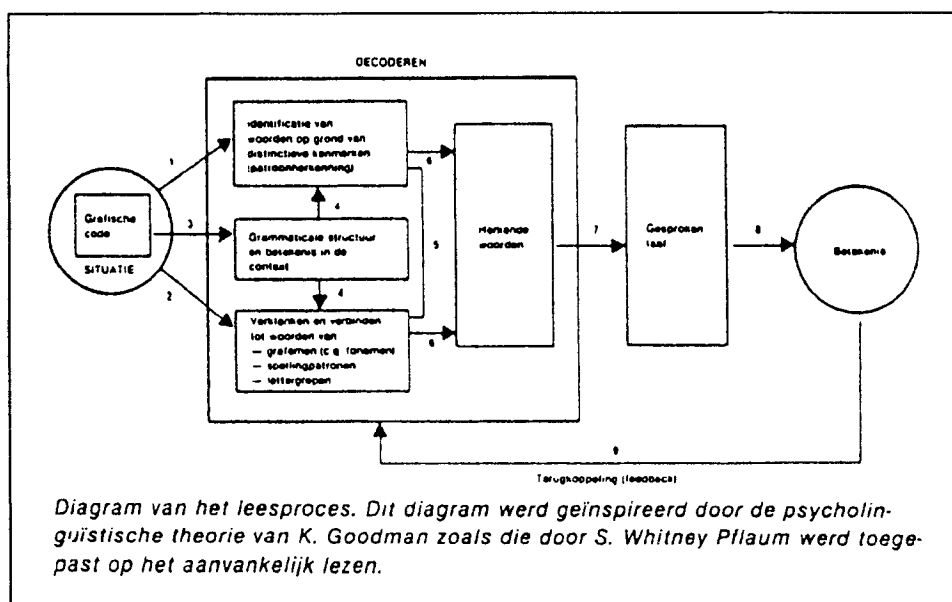 DECODEREN
Identificatie van
woorden op grond van
distinctieve kenmerken
(patroonherkenning)
1
6
Grafische
code
SITUATIE
3
4
Grammaticale structuur
en betekenis in de
context
5
Herkende
woorden
7
Gesproken
taal
8
Betekenis
2
4
Verklanken en verbinden
tot woorden van
— grafemen (c.q. fonemen)
— spellingpatronen
— lettergrepen
6
9
Terugkoppeling (feedback)
Diagram van het leesproces. Dit diagram werd geïnspireerd door de psycholin-
guïstische theorie van K. Goodman zoals die door S. Whitney Pflaum werd toege-
past op het aanvankelijk lezen.